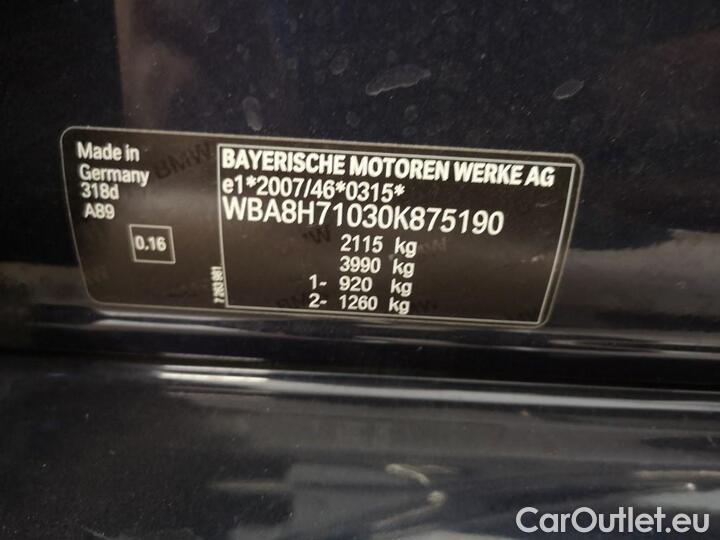 Made in
Germany
318d
A89
0.16
BAYERISCHE MOTOREN WERKE AG
e1*2007/46*0315*
WBA8H71030K875190
2115 kg
3990 kg
1- 920 kg
2- 1260 kg
BMW
CarOutlet.eu